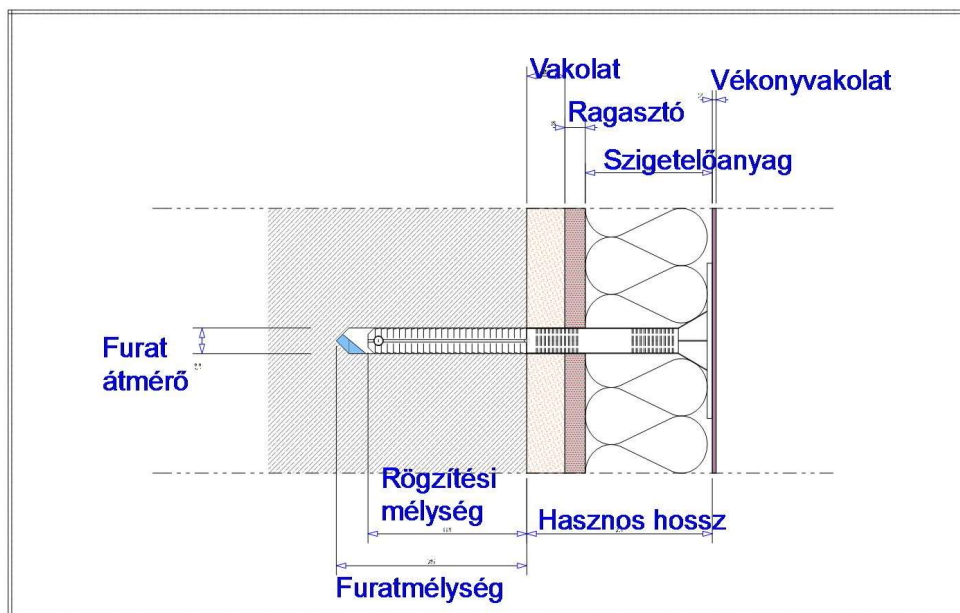 Vakolat
Vékonyvakolat
Ragasztó
Szigetelőanyag
Furat
átmérő
Rögzítési
mélység
Hasznos hossz
Furatmélység